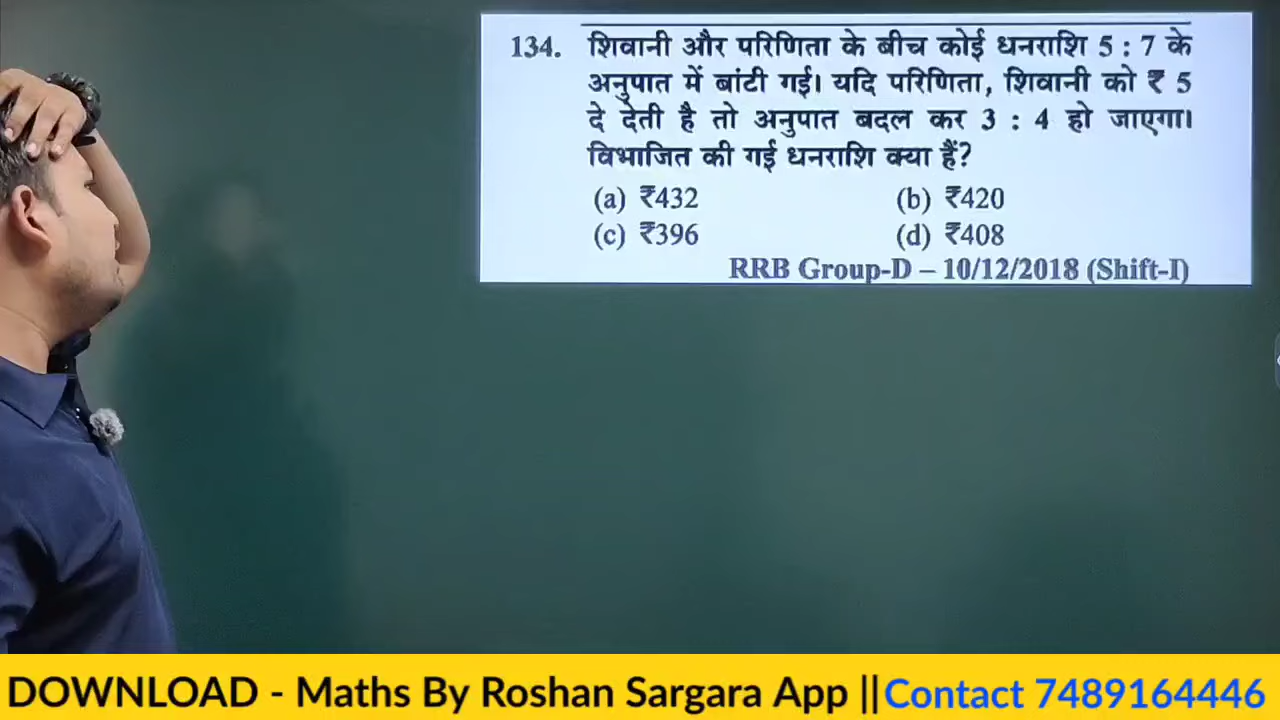 134. शिवानी और परिणिता के बीच कोई धनराशि 5 : 7 के
अनुपात में बांटी गई। यदि परिणिता, शिवानी को ₹ 5
दे देती है तो अनुपात बदल कर 3 : 4 हो जाएगा।
विभाजित की गई धनराशि क्या हैं?
(a) ₹432 (b) ₹420
(c) ₹396 (d) ₹408
RRB Group-D – 10/12/2018 (Shift-I)
DOWNLOAD - Maths By Roshan Sargara App ||Contact 7489164446